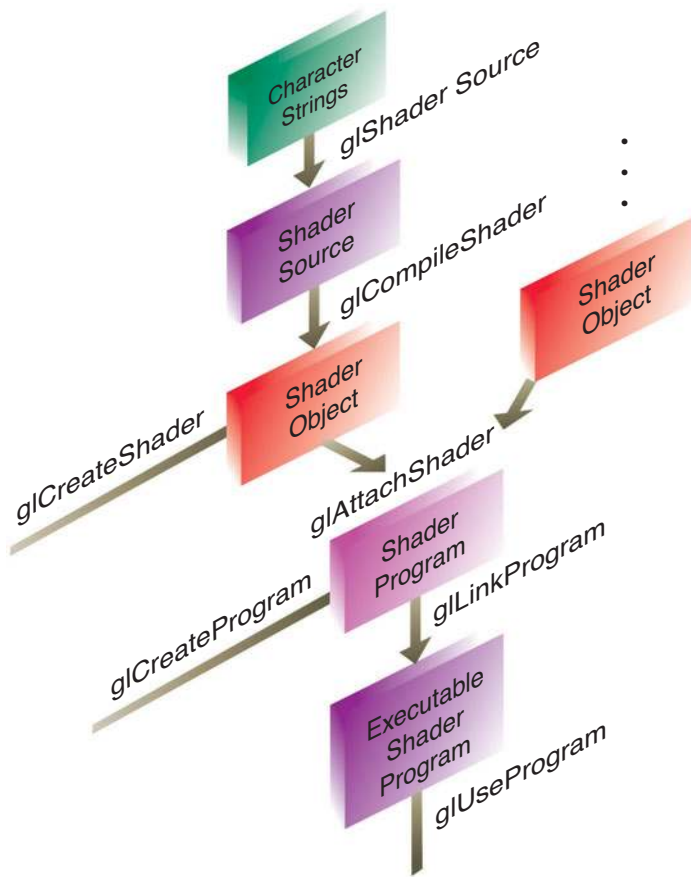 Character
Strings
glShader Source
Shader
Source
glCompileShader
Shader
Object
Shader
Object
glCreateShader
glAttachShader
Shader
Program
glCreateProgram
glLinkProgram
Executable
Shader
Program
glUseProgram